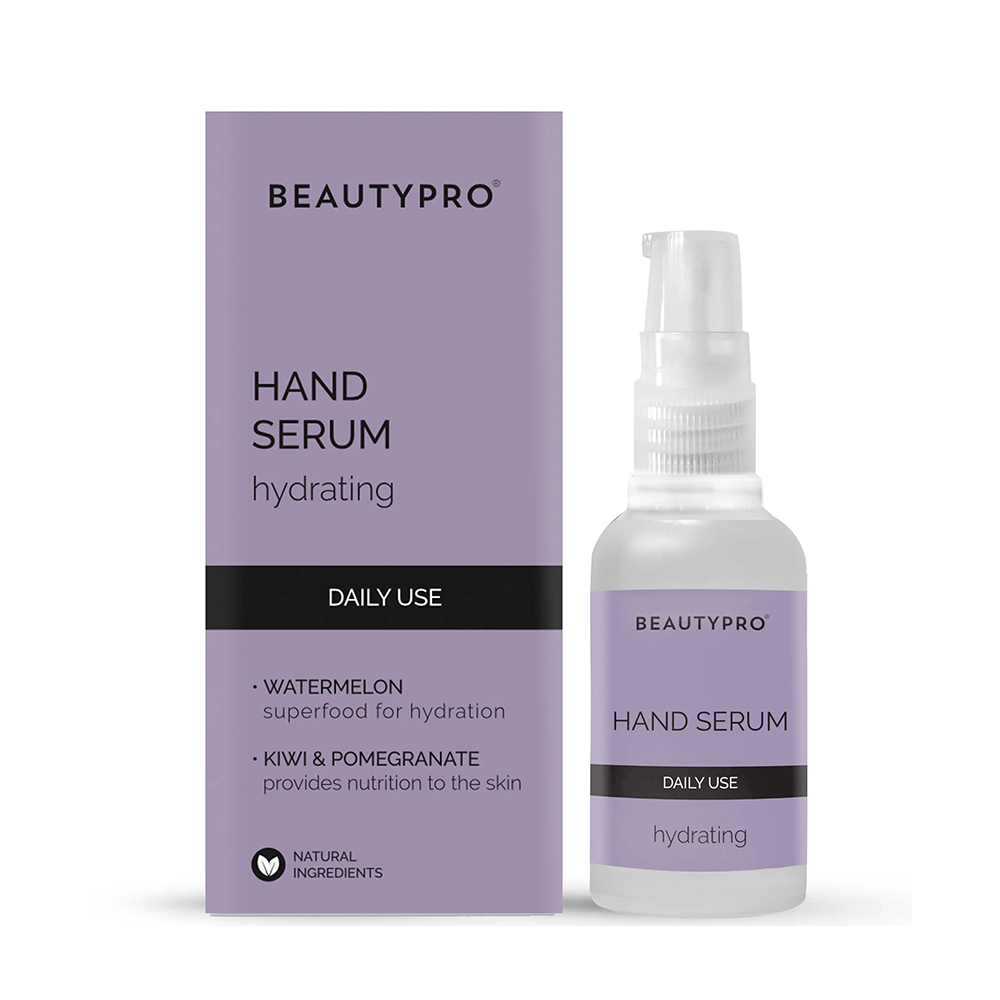 BEAUTYPRO®
HAND
SERUM
hydrating
DAILY USE
• WATERMELON
superfood for hydration
• KIWI & POMEGRANATE
provides nutrition to the skin
NATURAL
INGREDIENTS
BEAUTYPRO®
HAND SERUM
DAILY USE
hydrating